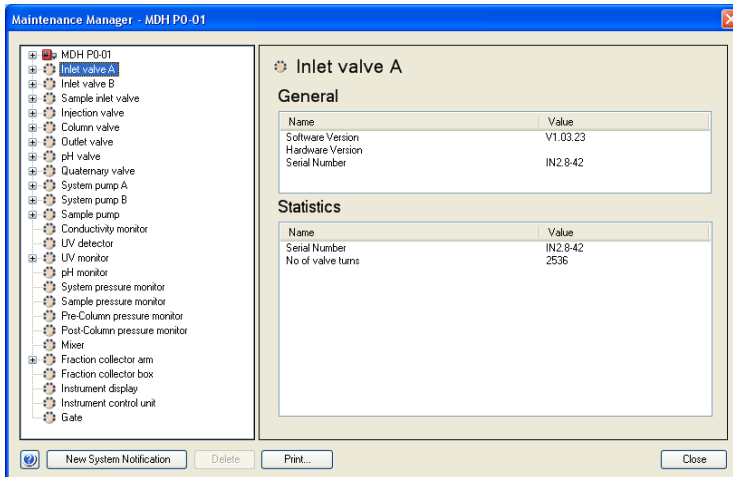 Maintenance Manager - MDH P0-01
MDH P0-01
Inlet valve A
Inlet valve B
Sample inlet valve
Injection valve
Column valve
Outlet valve
pH valve
Quaternary valve
System pump A
System pump B
Sample pump
Conductivity monitor
UV detector
UV monitor
pH monitor
System pressure monitor
Sample pressure monitor
Pre-Column pressure monitor
Post-Column pressure monitor
Mixer
Fraction collector arm
Fraction collector box
Instrument display
Instrument control unit
Gate
Inlet valve A
General
Name Value
Software Version V1.03.23
Hardware Version
Serial Number IN2.8-42
Statistics
Name Value
Serial Number IN2.8-42
No of valve turns 2536
? New System Notification Delete Print... Close